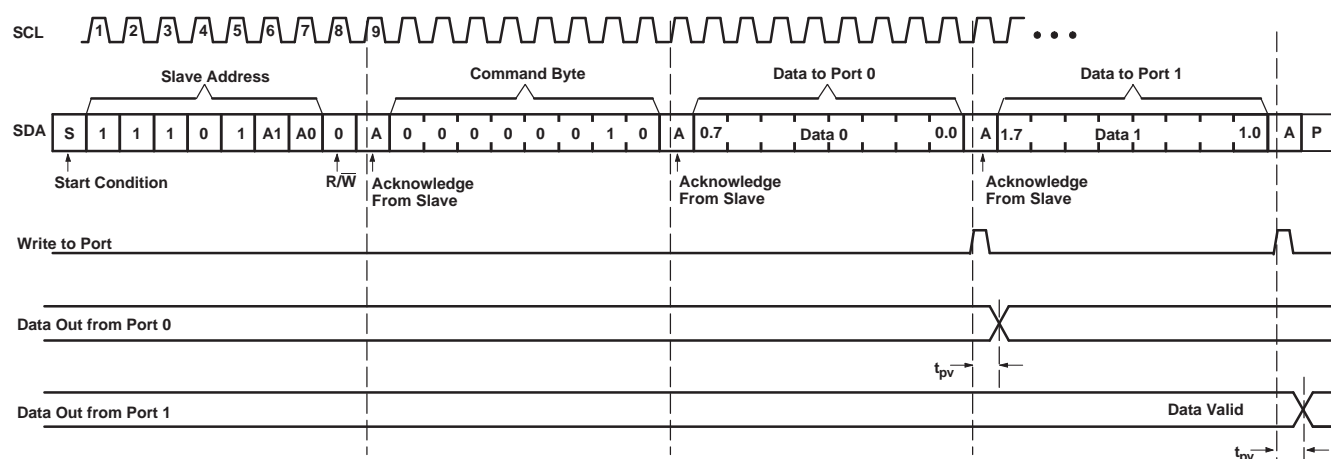 SCL 1 2 3 4 5 6 7 8 9
Slave Address Command Byte Data to Port 0 Data to Port 1
SDA S 1 1 1 0 1 A1 A0 0 A 0 0 0 0 0 0 1 0 A 0.7 Data 0 0.0 A 1.7 Data 1 1.0 A P
Start Condition R/W̅ Acknowledge From Slave Acknowledge From Slave Acknowledge From Slave
Write to Port
Data Out from Port 0
tpv
Data Out from Port 1 Data Valid
tpv